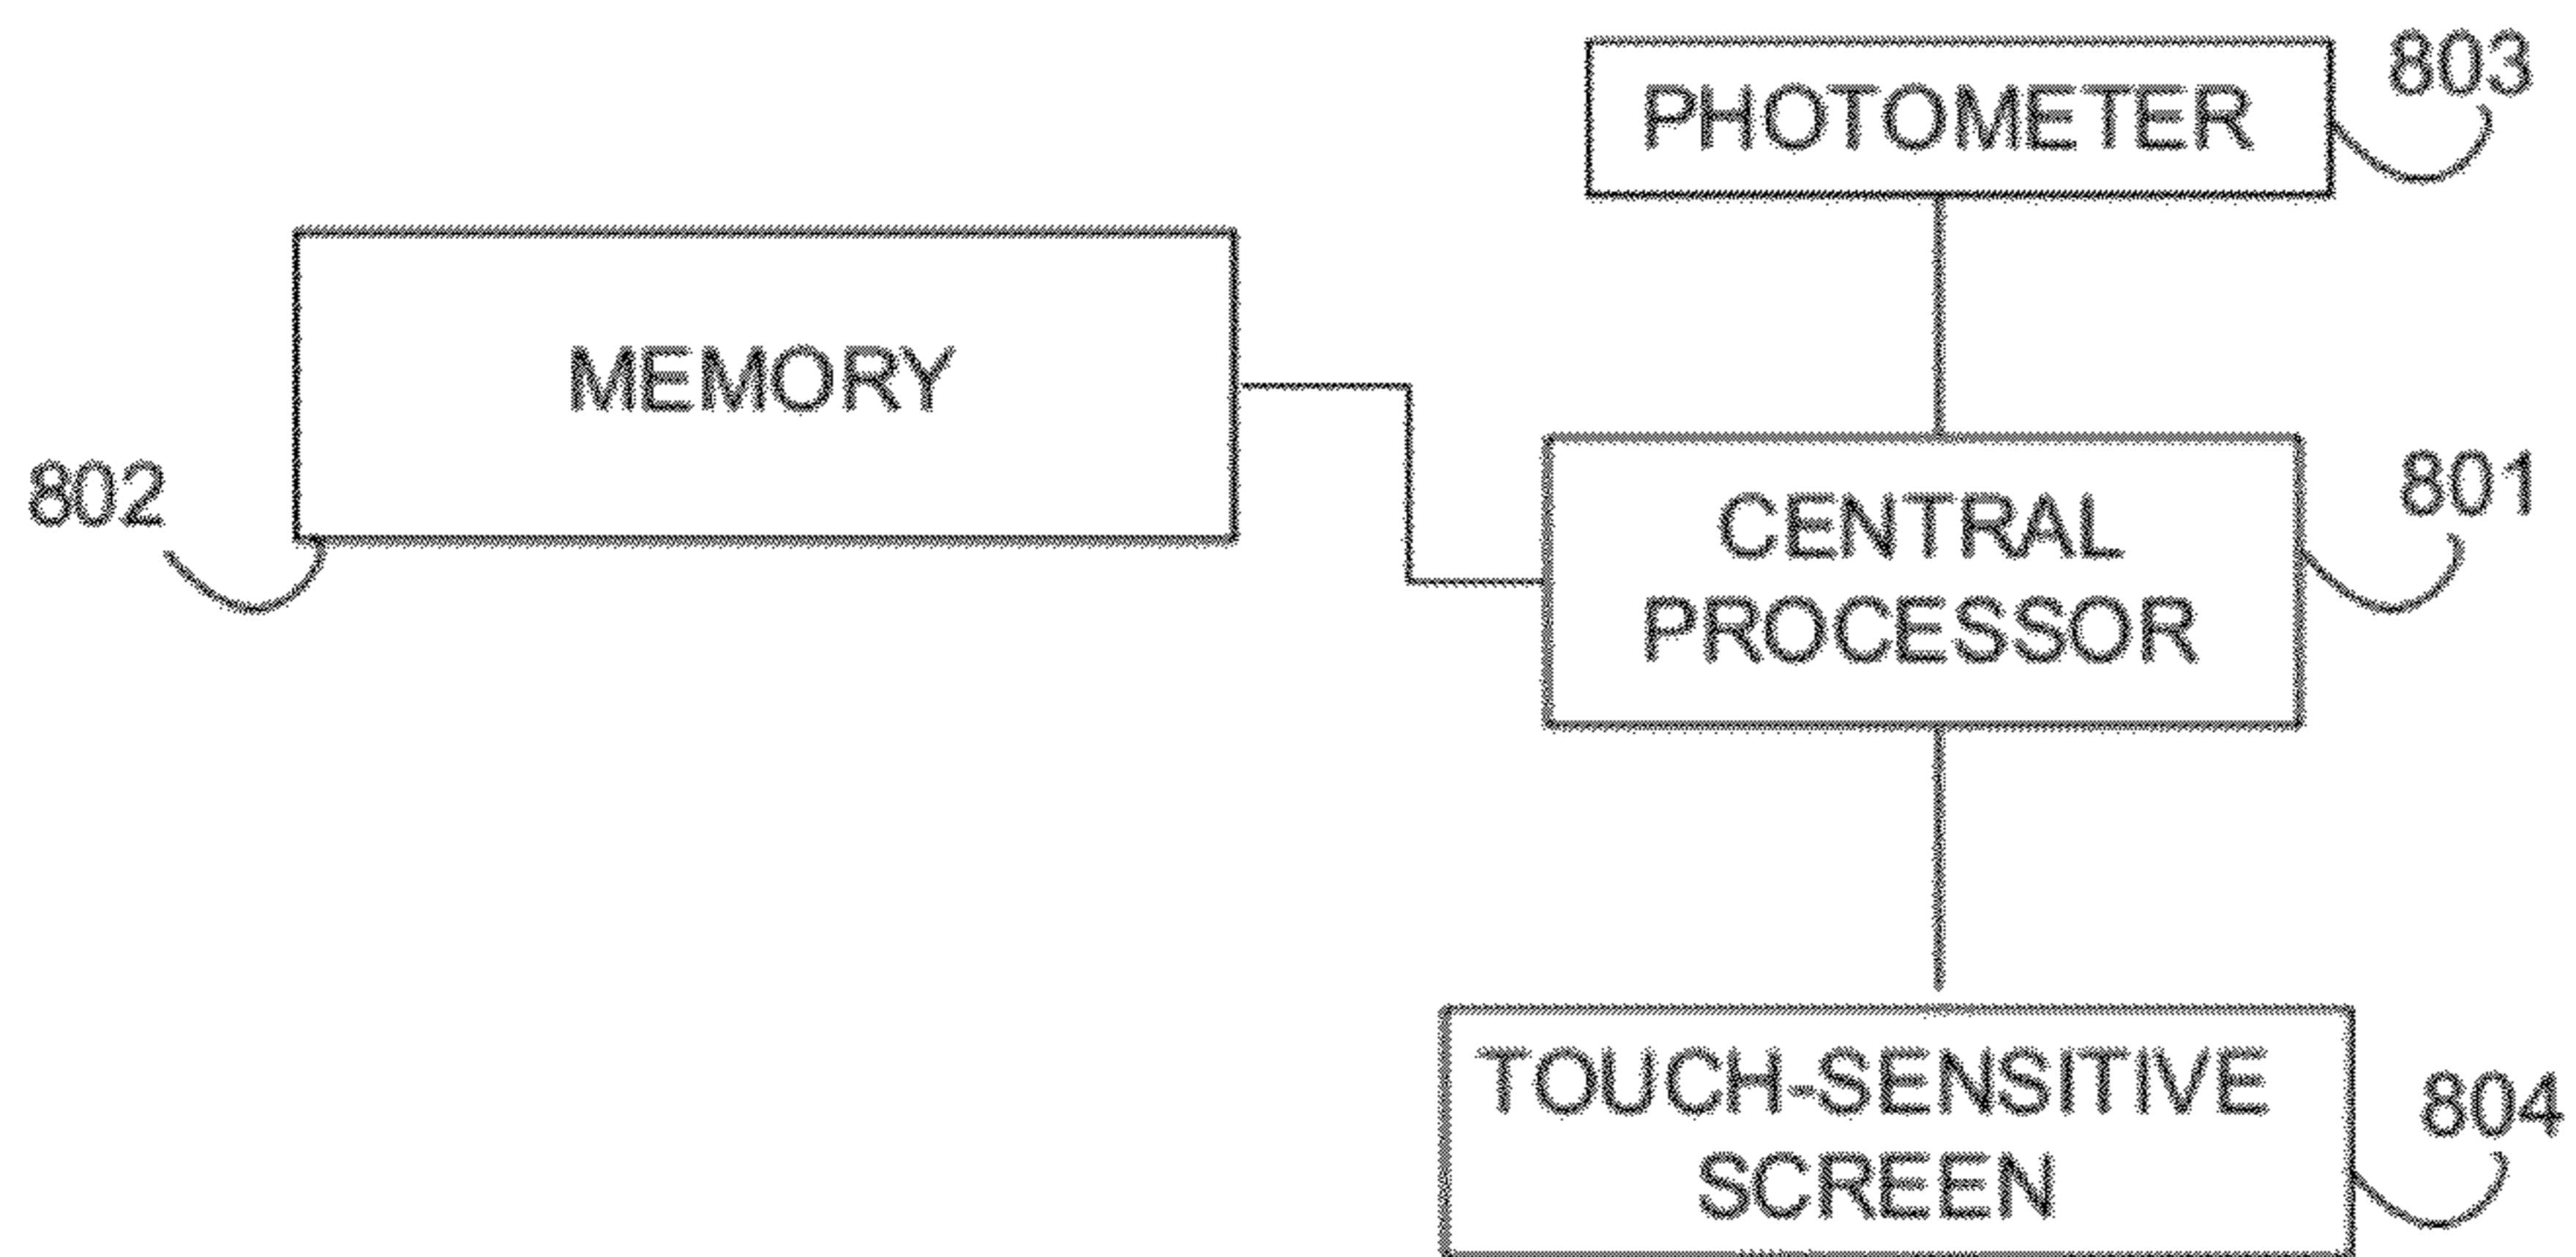 PHOTOMETER
803
MEMORY
802
CENTRAL
PROCESSOR
801
TOUCH-SENSITIVE
SCREEN
804